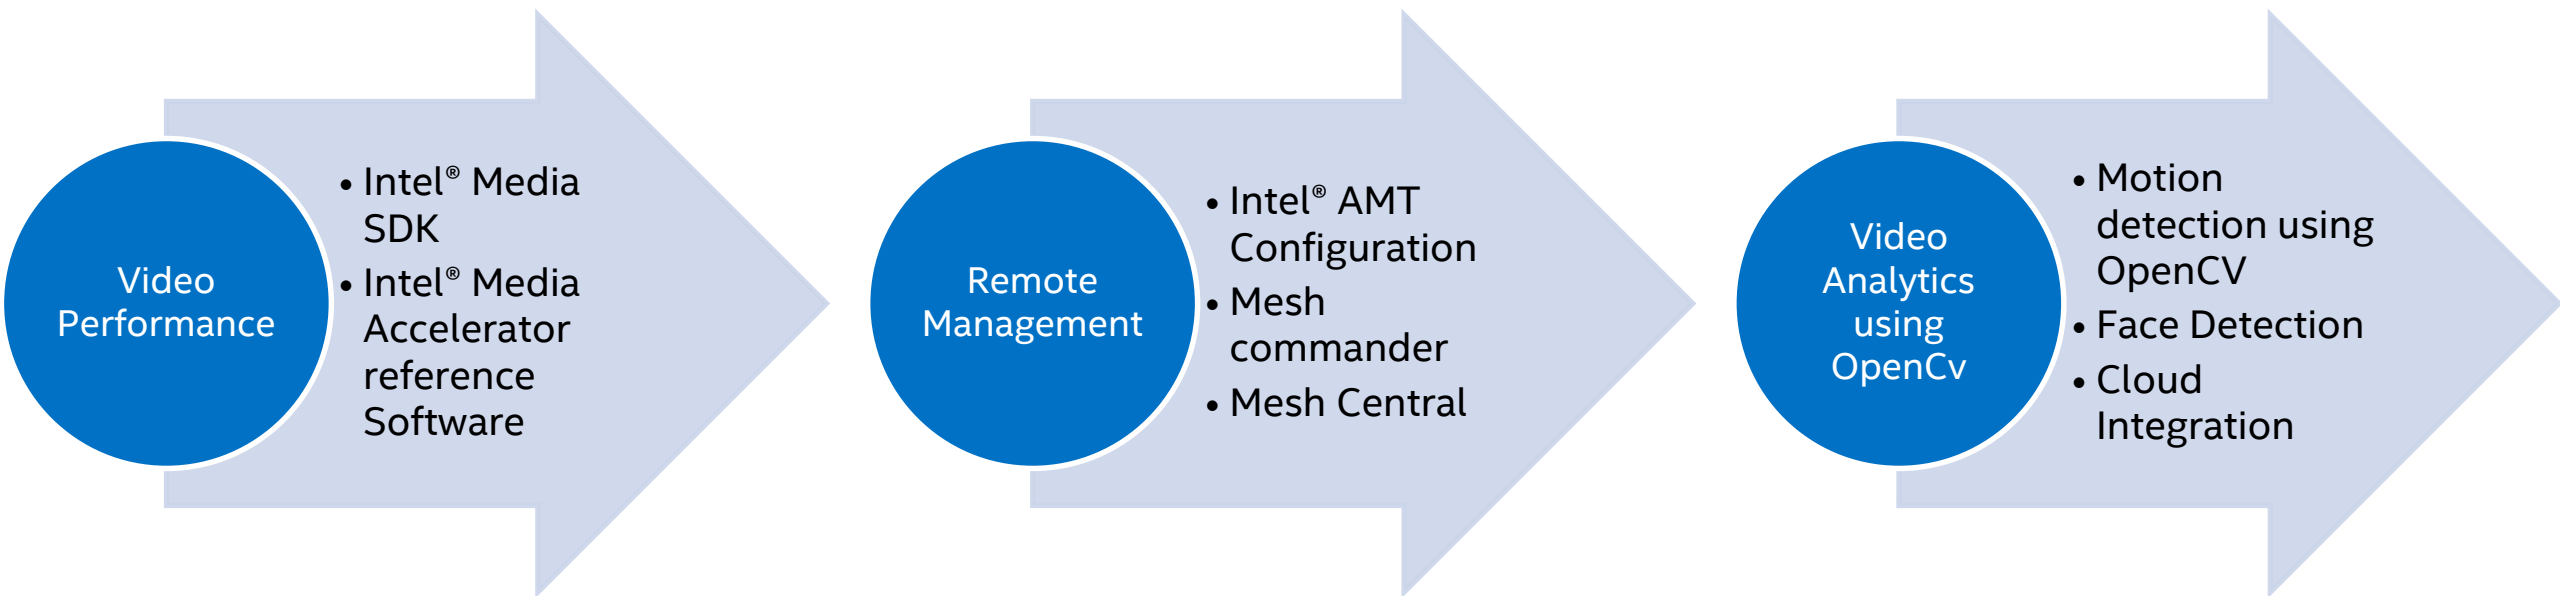 Video
Performance
• Intel® Media
SDK
• Intel® Media
Accelerator
reference
Software
Remote
Management
• Intel® AMT
Configuration
• Mesh
commander
• Mesh Central
Video
Analytics
using
OpenCv
• Motion
detection using
OpenCV
• Face Detection
• Cloud
Integration